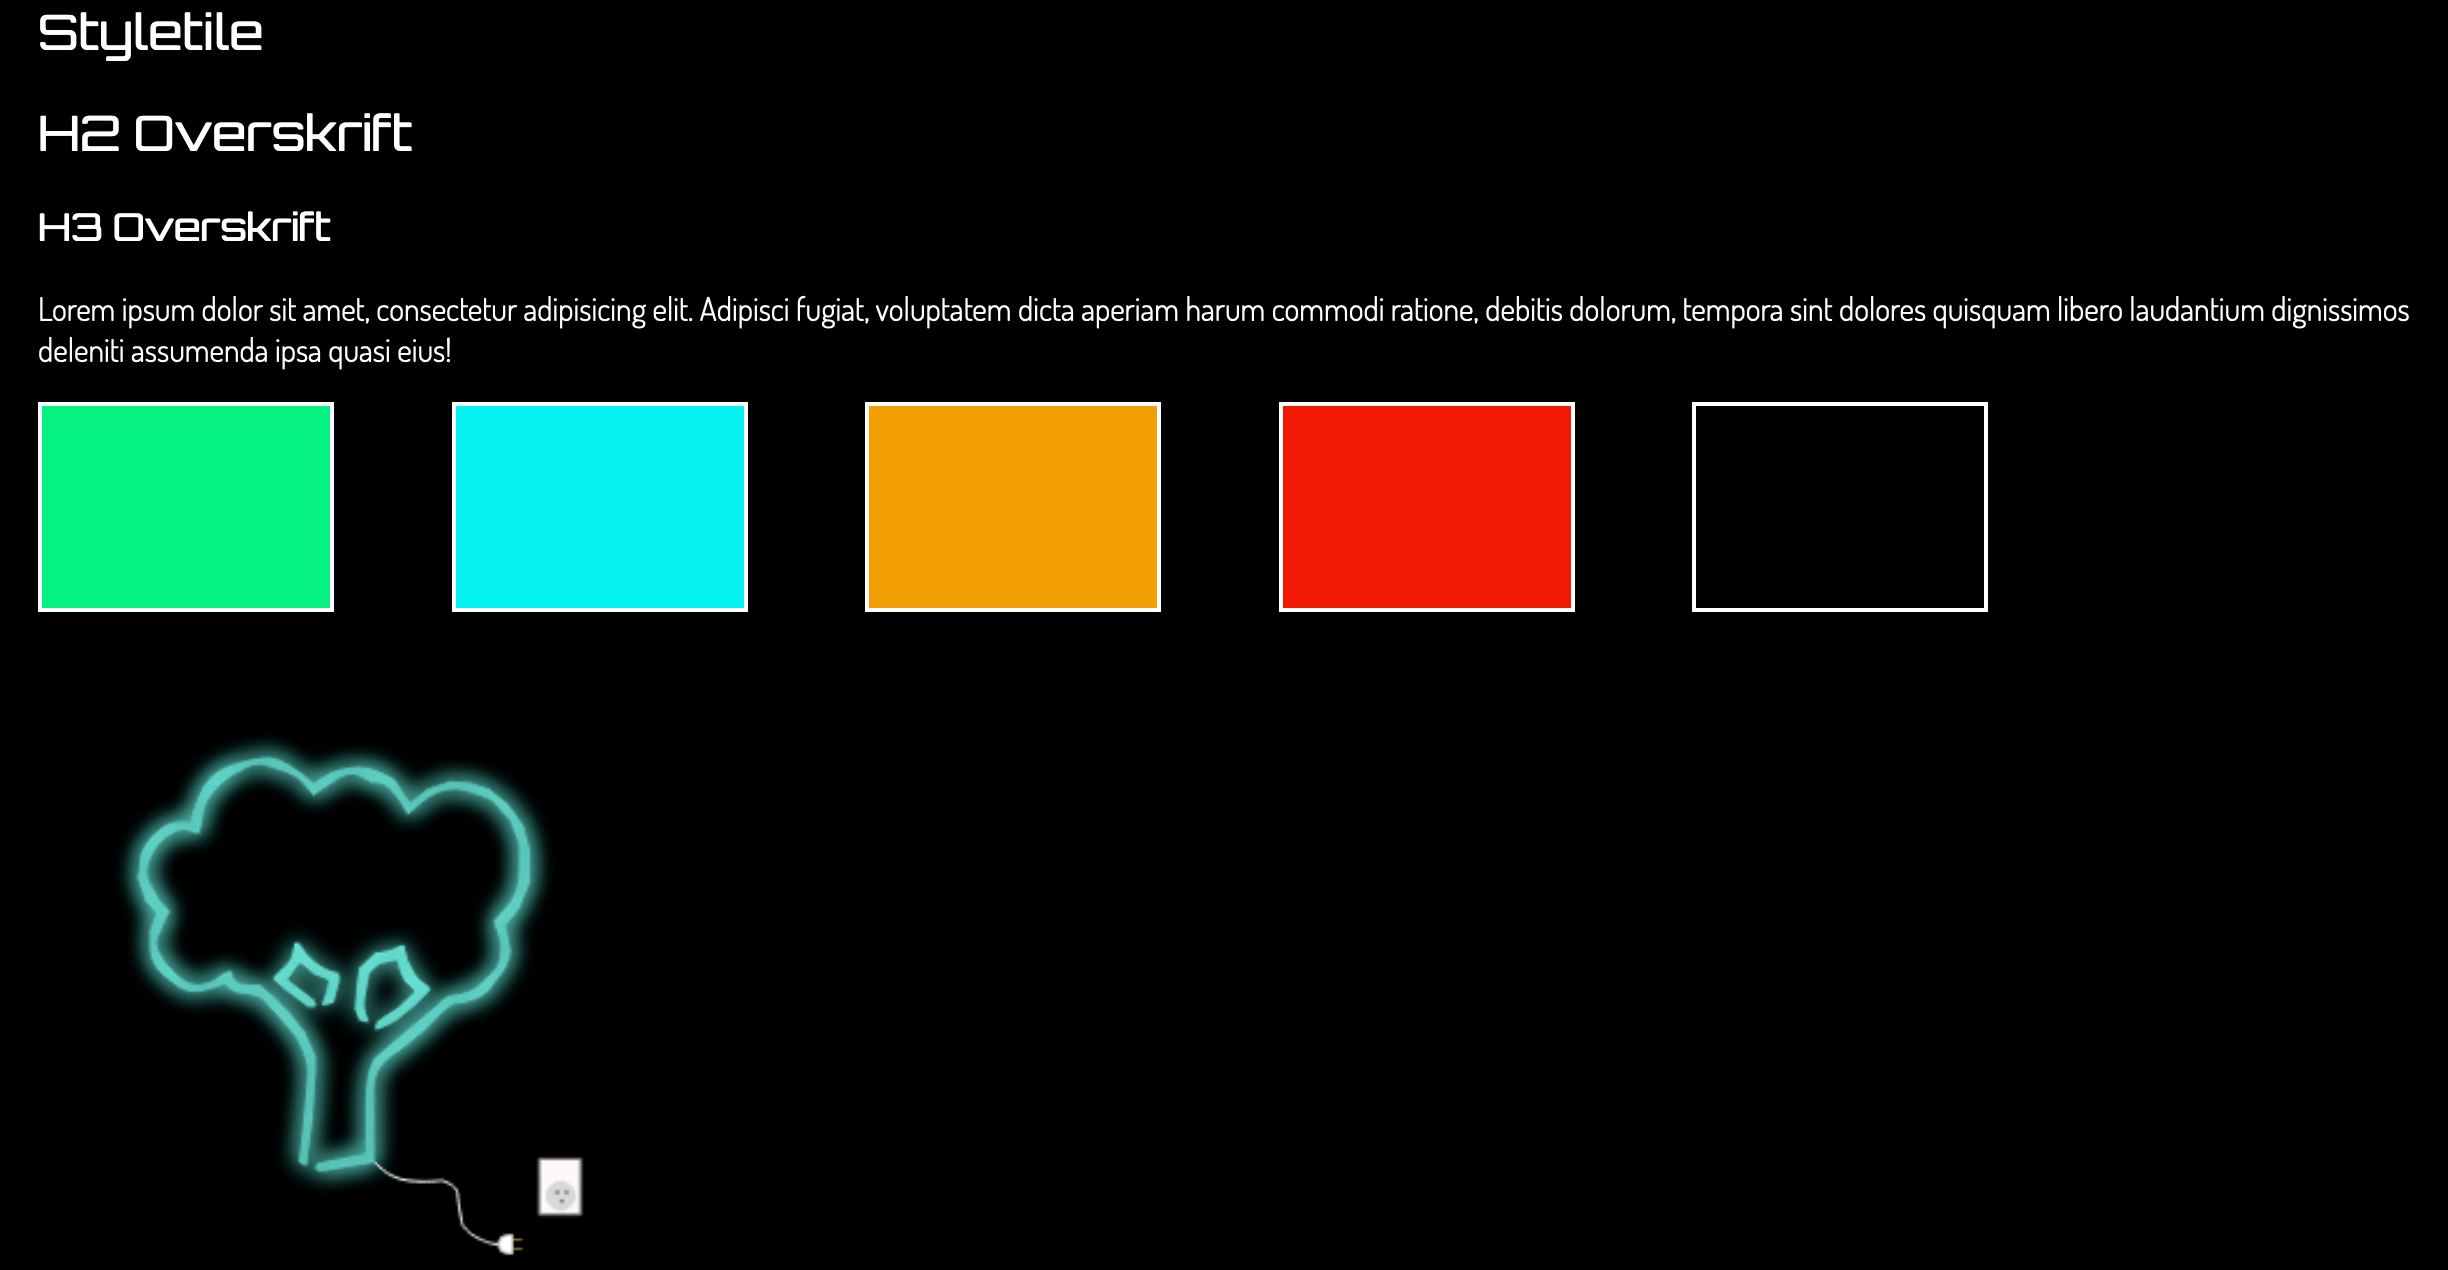 Styletile
H2 Overskrift
H3 Overskrift
Lorem ipsum dolor sit amet, consectetur adipisicing elit. Adipisci fugiat, voluptatem dicta aperiam harum commodi ratione, debitis dolorum, tempora sint dolores quisquam libero laudantium dignissimos
deleniti assumenda ipsa quasi eius!